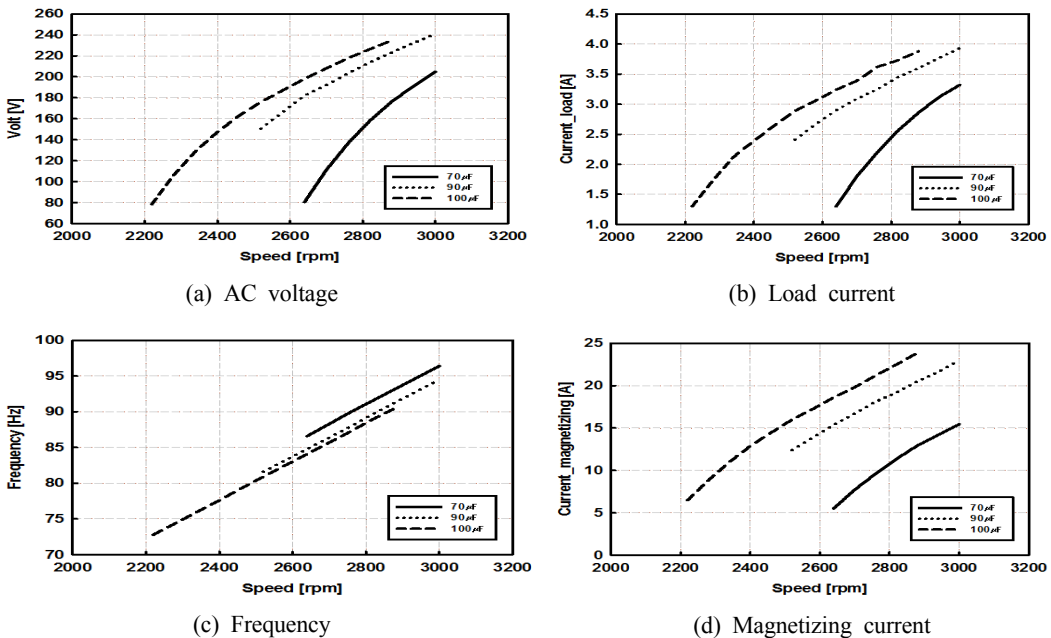 260
240
220
200
180
160
140
120
100
80
60
Volt [V]
2000 2200 2400 2600 2800 3000 3200
Speed [rpm]
70μF
90μF
100μF
(a) AC voltage
4.5
4.0
3.5
3.0
2.5
2.0
1.5
1.0
Current_load [A]
2000 2200 2400 2600 2800 3000 3200
Speed [rpm]
70μF
90μF
100μF
(b) Load current
100
95
90
85
80
75
70
Frequency [Hz]
2000 2200 2400 2600 2800 3000 3200
Speed [rpm]
70μF
90μF
100μF
(c) Frequency
25
20
15
10
5
0
Current_magnetizing [A]
2000 2200 2400 2600 2800 3000 3200
Speed [rpm]
70μF
90μF
100μF
(d) Magnetizing current